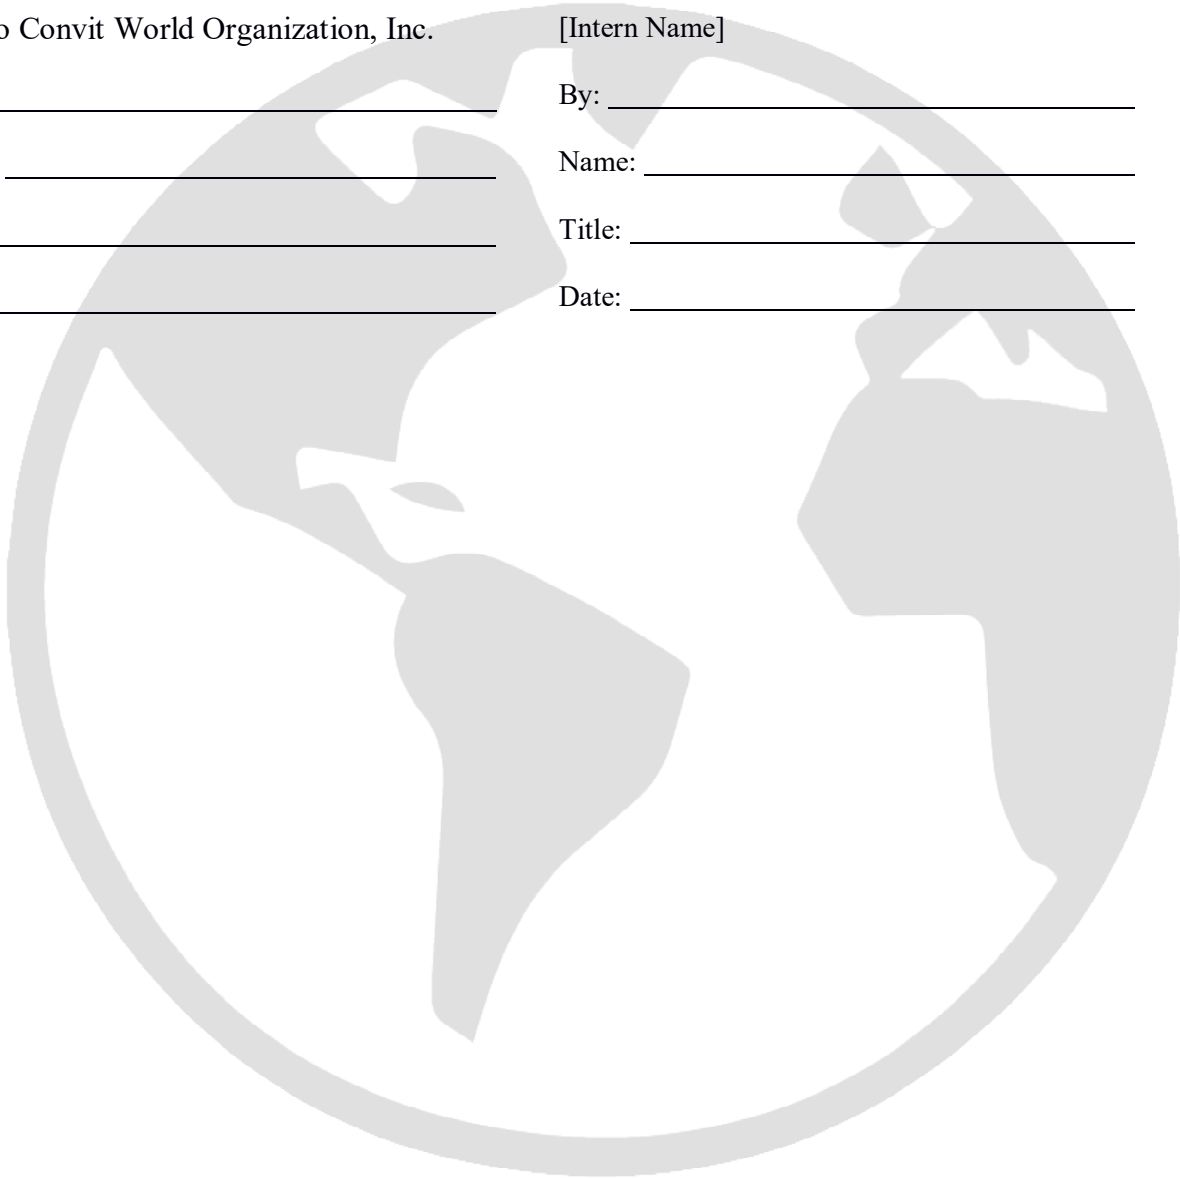 o Convit World Organization, Inc.
[Intern Name]
By:
Name:
Title:
Date: